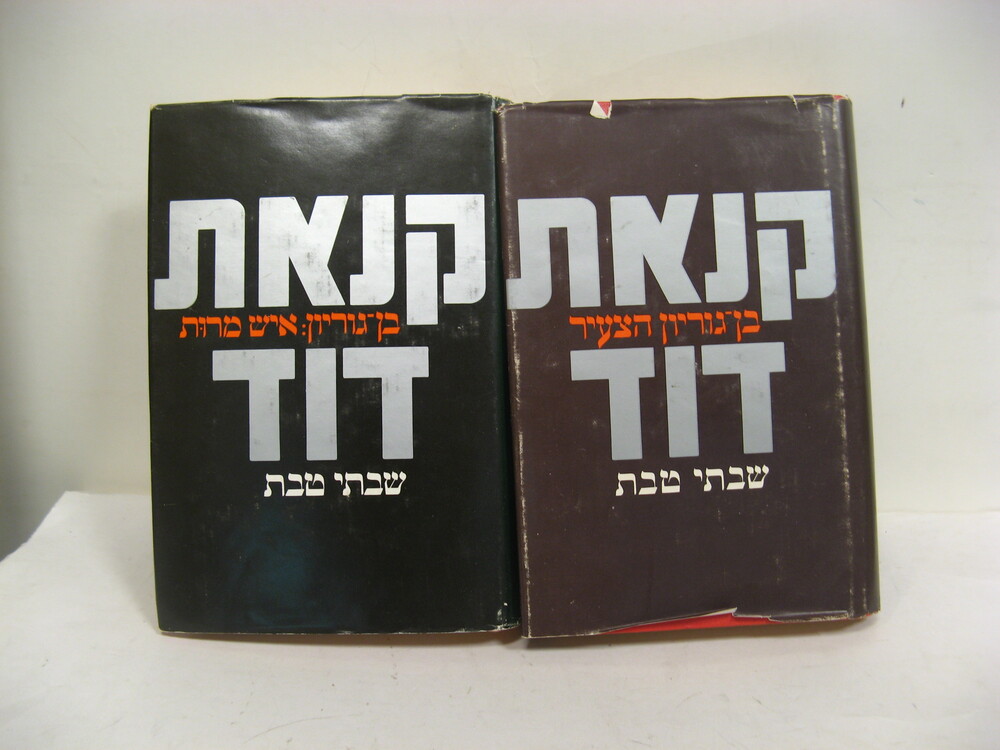 קנאת
בן־גוריון הצעיר
דוד
שבתי טבת
קנאת
בן־גוריון: איש מרות
דוד
שבתי טבת